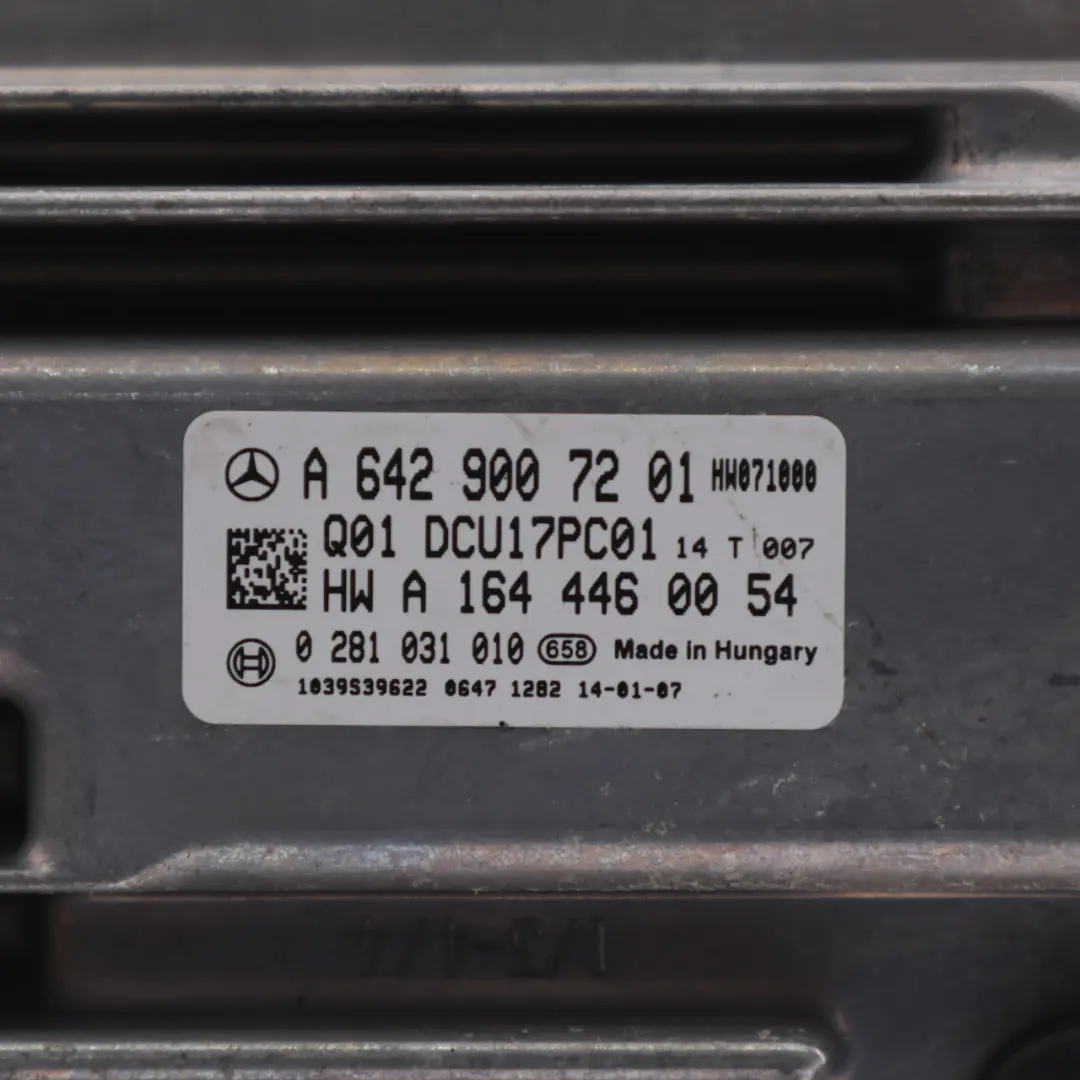 A 642 900 72 01 HW071000
Q01 DCU17PC01 14 T 007
HW A 164 446 00 54
0 281 031 010 658 Made in Hungary
1039S39622 0647 1282 14-01-07